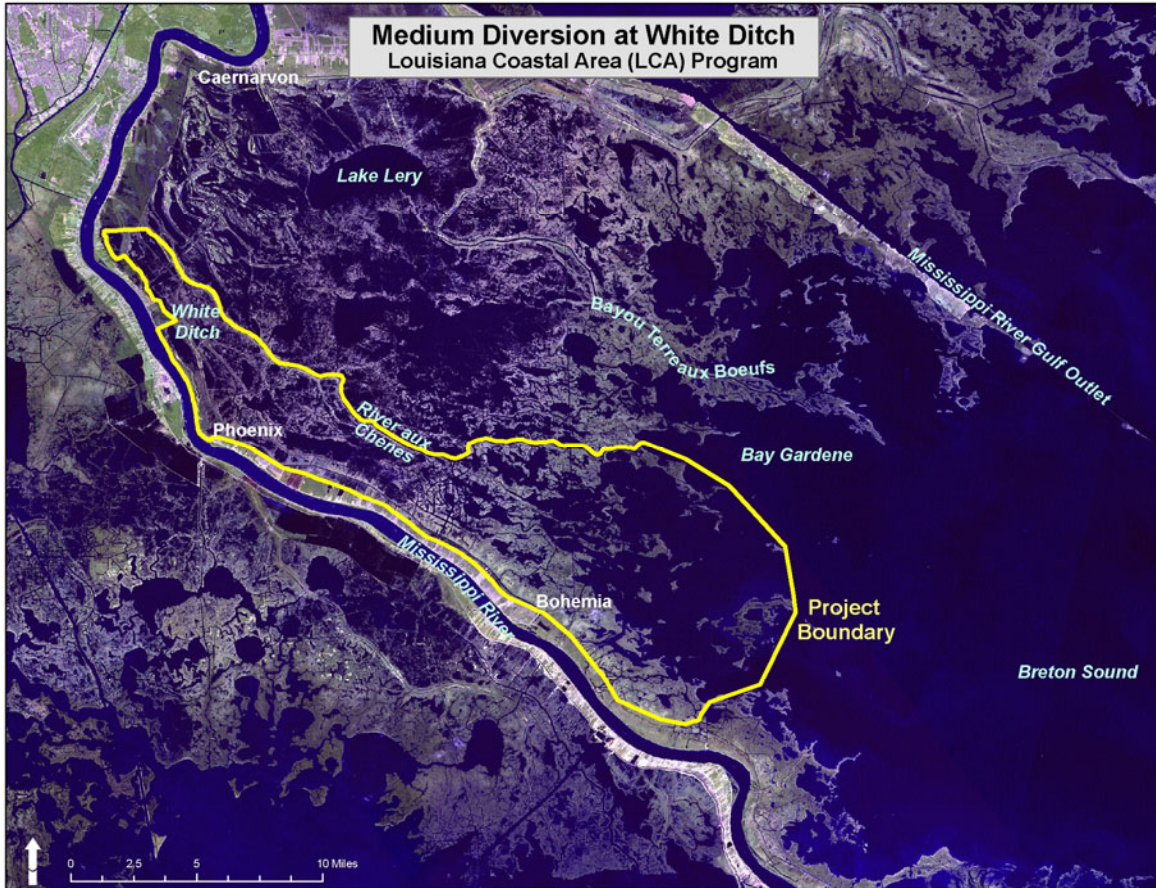 Medium Diversion at White Ditch
Louisiana Coastal Area (LCA) Program
Caernarvon
Lake Lery
Mississippi River Gulf Outlet
White
Ditch
Bayou Terreaux Boeufs
River aux
Chenes
Phoenix
Bay Gardene
Mississippi River
Bohemia
Project
Boundary
Breton Sound
0 2.5 5 10 Miles